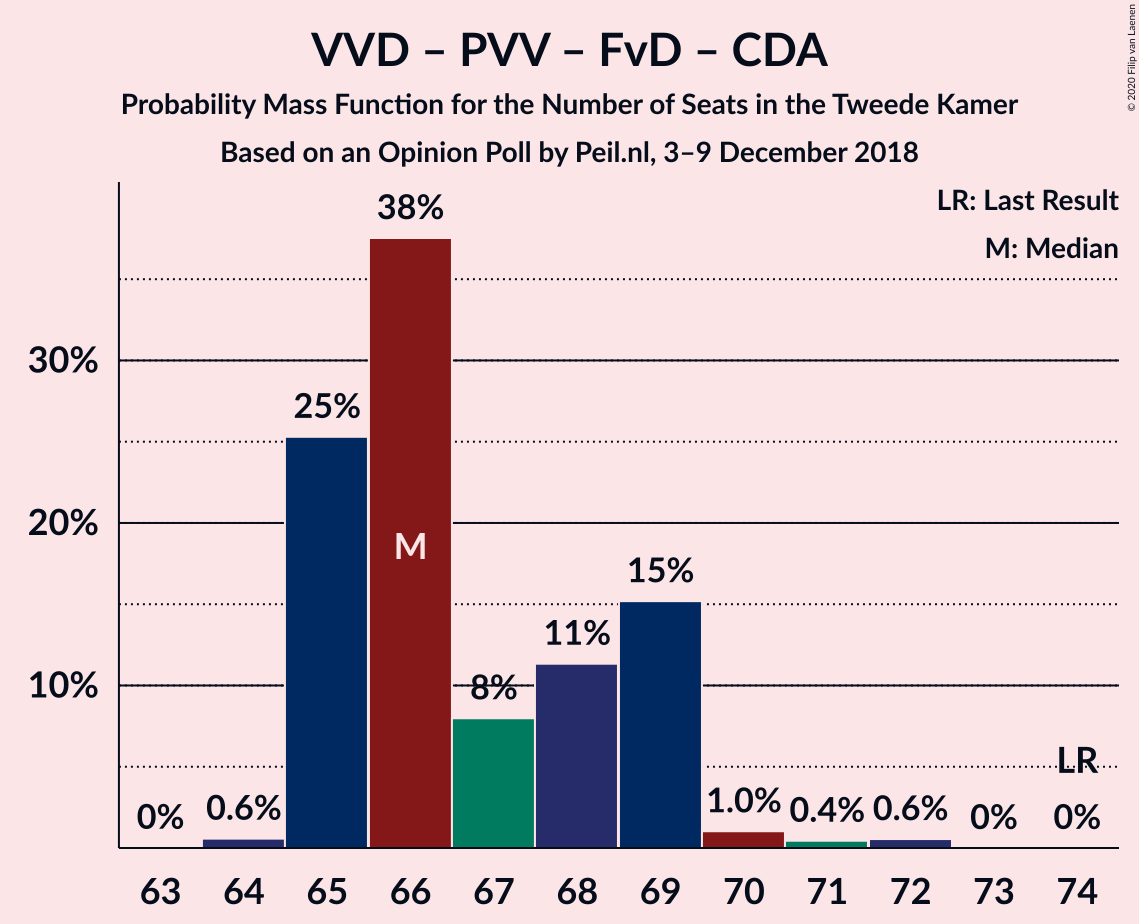 VVD – PVV – FvD – CDA
Probability Mass Function for the Number of Seats in the Tweede Kamer
Based on an Opinion Poll by Peil.nl, 3–9 December 2018
© 2020 Filip van Laenen
LR: Last Result
M: Median
38%
30%
25%
20%
M
15%
11%
10%
8%
LR
0%
0.6%
1.0%
0.4%
0.6%
0%
0%
63 64 65 66 67 68 69 70 71 72 73 74